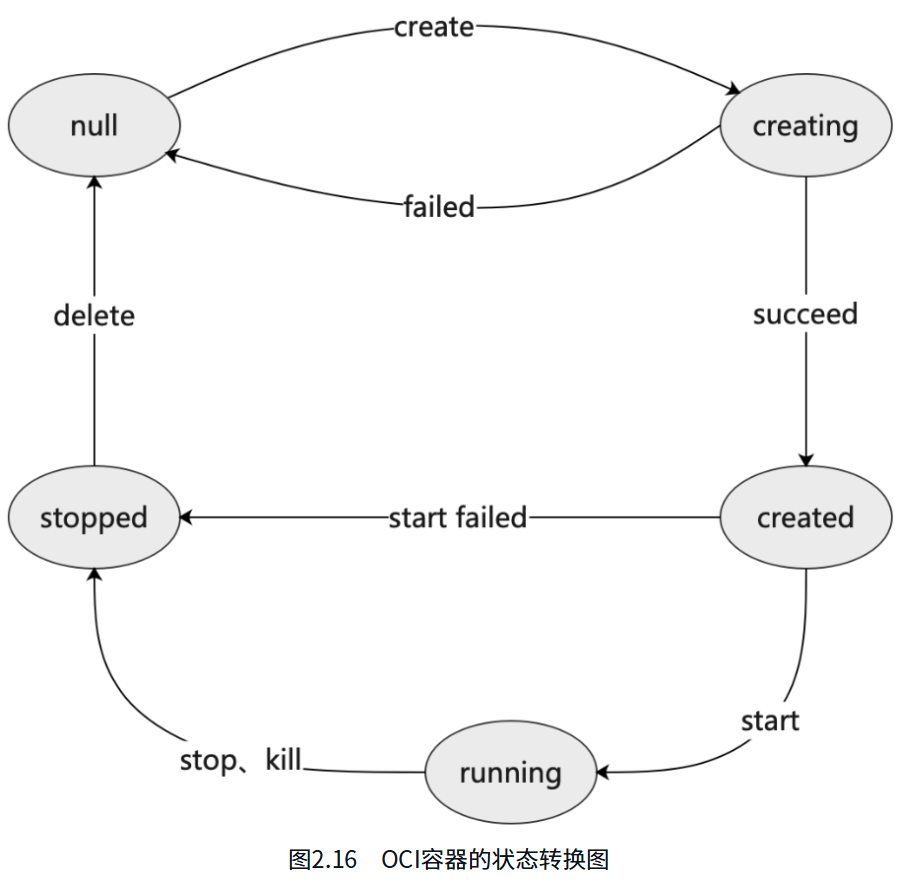 create
null
creating
failed
delete
succeed
stopped
start failed
created
start
stop、kill
running
图2.16 OCI容器的状态转换图